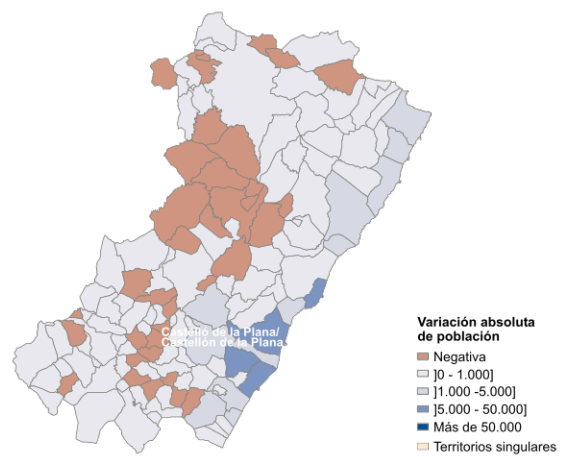 Castelló de la Plana/
Castellón de la Plana
Variación absoluta
de población
Negativa
]0 - 1.000]
]1.000 -5.000]
]5.000 - 50.000]
Más de 50.000
Territorios singulares